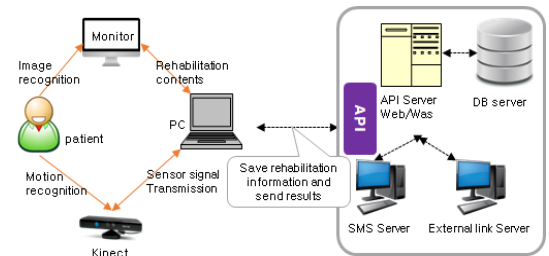 Monitor
Image
recognition
Rehabilitation
contents
patient
PC
Motion
recognition
Sensor signal
Transmission
Kinect
Save rehabilitation
information and
send results
API
API Server
Web/Was
DB server
SMS Server
External link Server